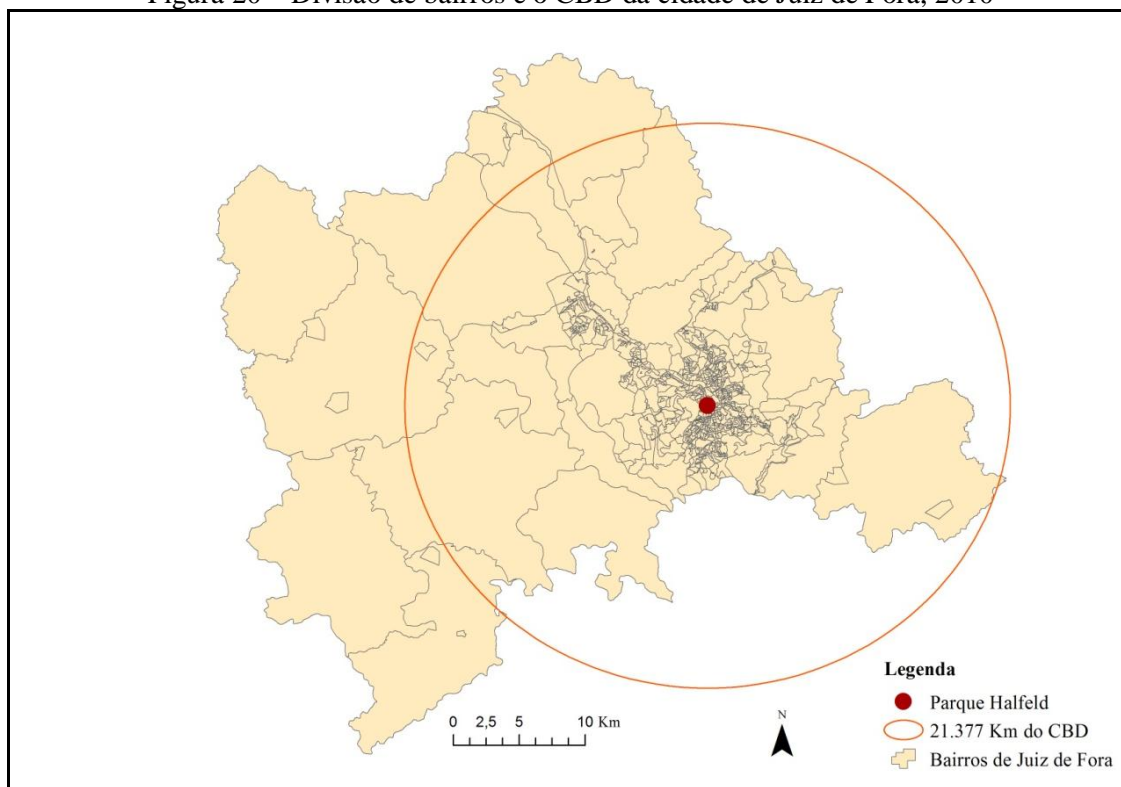 Figura 20 – Divisão de bairros e o CBD da cidade de Juiz de Fora, 2010
Legenda
Parque Halfeld
21.377 Km do CBD
Bairros de Juiz de Fora
0 2,5 5 10 Km
N